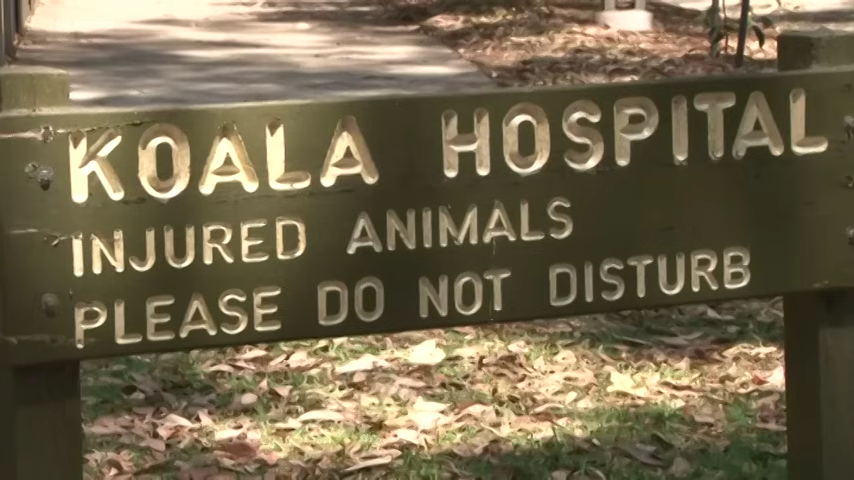 KOALA HOSPITAL
INJURED ANIMALS
PLEASE DO NOT DISTURB